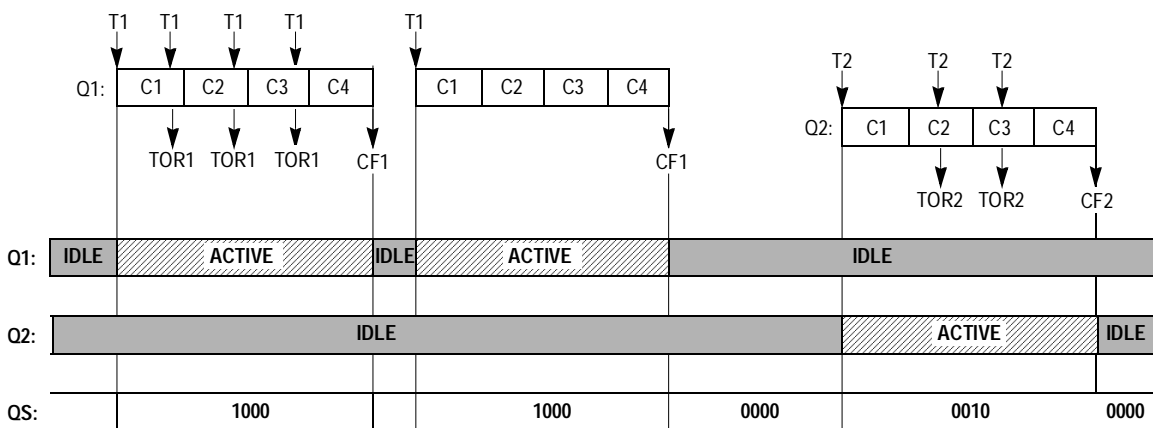 T1 T1 T1 T1 T1
T2 T2 T2
Q1: C1 C2 C3 C4 C1 C2 C3 C4
Q2: C1 C2 C3 C4
TOR1 TOR1 TOR1 CF1 CF1
TOR2 TOR2 CF2
Q1: IDLE ACTIVE IDLE ACTIVE IDLE
Q2: IDLE ACTIVE IDLE
QS: 1000 1000 0000 0010 0000